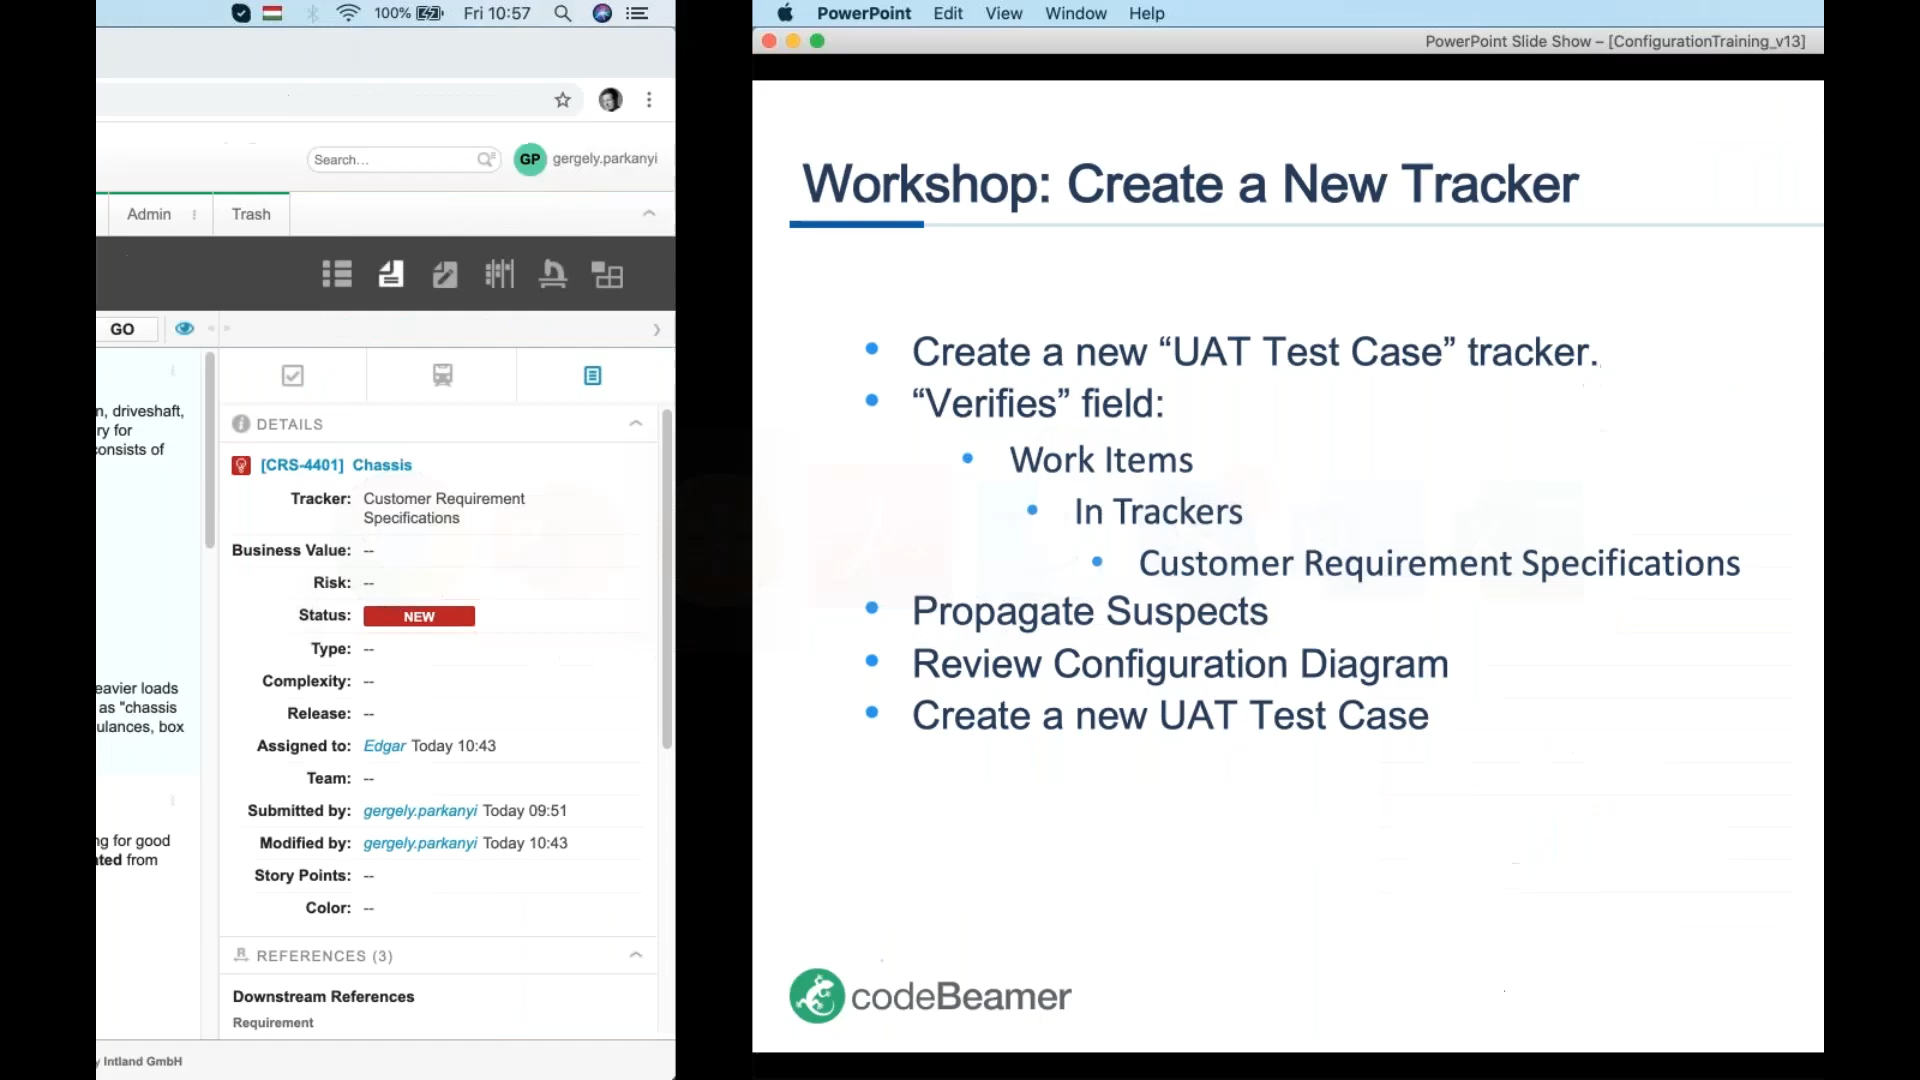 100%
Fri 10:57
Search...
GP
gergely.parkanyi
Admin
Trash
GO
n, driveshaft,
ry for
onsists of
eavier loads
as "chassis
ulances, box
ng for good
ated from
DETAILS
[CRS-4401] Chassis
Tracker: Customer Requirement
Specifications
Business Value: --
Risk: --
Status: NEW
Type: --
Complexity: --
Release: --
Assigned to: Edgar Today 10:43
Team: --
Submitted by: gergely.parkanyi Today 09:51
Modified by: gergely.parkanyi Today 10:43
Story Points: --
Color: --
REFERENCES (3)
Downstream References
Requirement
y Intland GmbH
PowerPoint Edit View Window Help
PowerPoint Slide Show – [ConfigurationTraining_v13]
Workshop: Create a New Tracker
• Create a new “UAT Test Case” tracker.
• “Verifies” field:
• Work Items
• In Trackers
• Customer Requirement Specifications
• Propagate Suspects
• Review Configuration Diagram
• Create a new UAT Test Case
codeBeamer